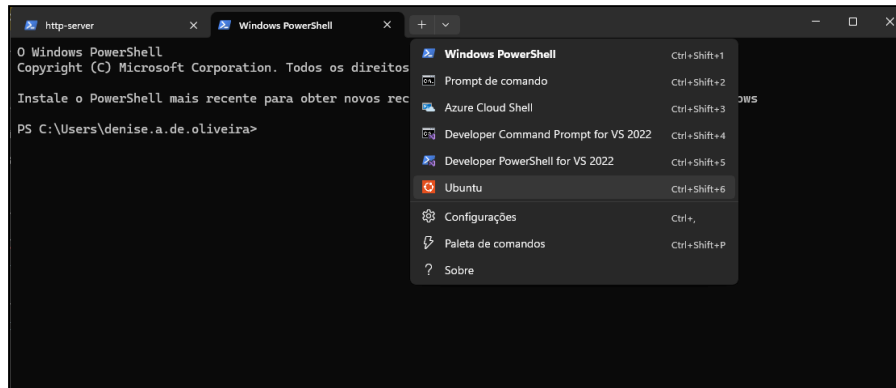 http-server
Windows PowerShell
O Windows PowerShell
Copyright (C) Microsoft Corporation. Todos os direitos
Instale o PowerShell mais recente para obter novos rec ows
PS C:\Users\denise.a.de.oliveira>
Windows PowerShell Ctrl+Shift+1
Prompt de comando Ctrl+Shift+2
Azure Cloud Shell Ctrl+Shift+3
Developer Command Prompt for VS 2022 Ctrl+Shift+4
Developer PowerShell for VS 2022 Ctrl+Shift+5
Ubuntu Ctrl+Shift+6
Configurações Ctrl+,
Paleta de comandos Ctrl+Shift+P
Sobre